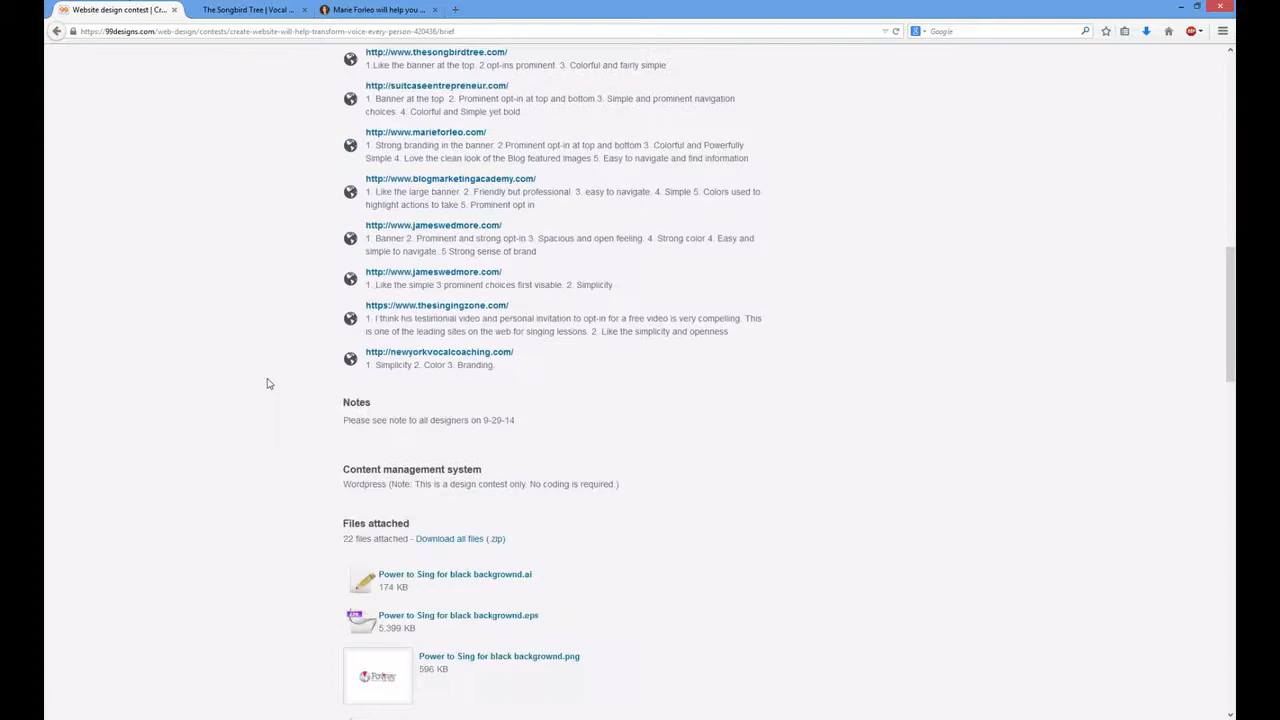 Website design contest | Cr...
The Songbird Tree | Vocal ...
Marie Forleo will help you ...
https://99designs.com/web-design/contests/create-website-will-help-transform-voice-every-person-420436/brief
Google
http://www.thesongbirdtree.com/
1.Like the banner at the top. 2 opt-ins prominent. 3. Colorful and fairly simple
http://suitcaseentrepreneur.com/
1. Banner at the top 2. Prominent opt-in at top and bottom 3. Simple and prominent navigation
choices. 4. Colorful and Simple yet bold
http://www.marieforleo.com/
1. Strong branding in the banner. 2 Prominent opt-in at top and bottom 3. Colorful and Powerfully
Simple 4. Love the clean look of the Blog featured Images 5. Easy to navigate and find information
http://www.blogmarketingacademy.com/
1. Like the large banner. 2. Friendly but professional. 3. easy to navigate. 4. Simple 5. Colors used to
highlight actions to take 5. Prominent opt in
http://www.jameswedmore.com/
1. Banner 2. Prominent and strong opt-in 3. Spacious and open feeling. 4. Strong color 4. Easy and
simple to navigate. 5 Strong sense of brand
http://www.jameswedmore.com/
1. Like the simple 3 prominent choices first visable. 2. Simplicity
https://www.thesingingzone.com/
1. I think his testimonial video and personal invitation to opt-in for a free video is very compelling. This
is one of the leading sites on the web for singing lessons. 2. Like the simplicity and openness
http://newyorkvocalcoaching.com/
1. Simplicity 2. Color 3. Branding.
Notes
Please see note to all designers on 9-29-14
Content management system
Wordpress (Note: This is a design contest only. No coding is required.)
Files attached
22 files attached - Download all files (.zip)
Power to Sing for black backgrownd.ai
174 KB
Power to Sing for black backgrownd.eps
5,399 KB
Power to Sing for black backgrownd.png
596 KB